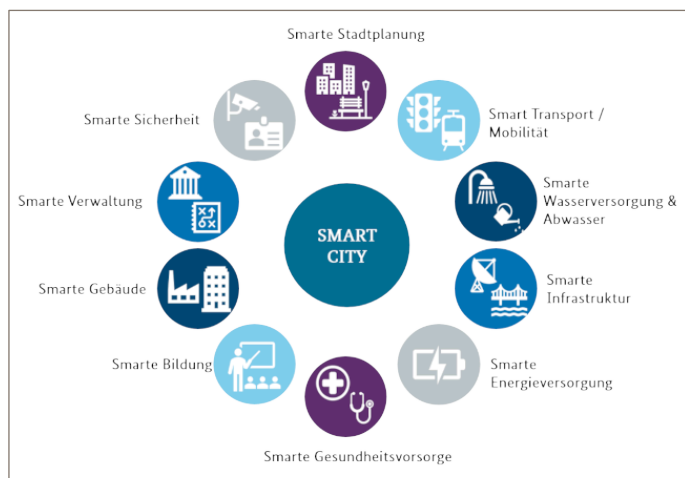 Smarte Stadtplanung
Smart Transport /
Mobilität
Smarte
Wasserversorgung &
Abwasser
Smarte
Infrastruktur
Smarte
Energieversorgung
Smarte Gesundheitsvorsorge
Smarte Bildung
Smarte Gebäude
Smarte Verwaltung
Smarte Sicherheit
SMART
CITY